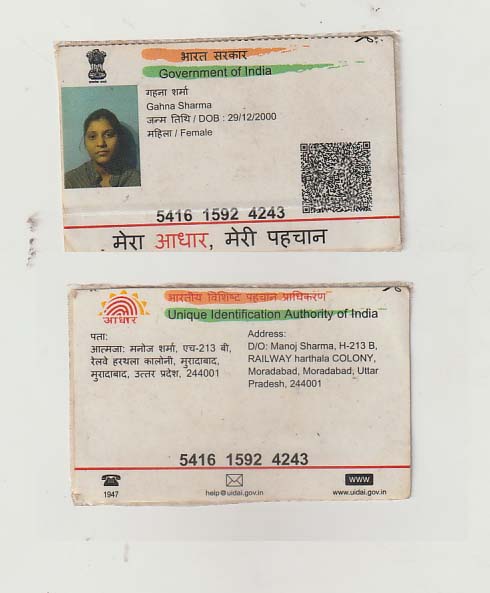 भारत सरकार
Government of India
गहना शर्मा
Gahna Sharma
जन्म तिथि / DOB : 29/12/2000
महिला / Female
5416 1592 4243
मेरा आधार, मेरी पहचान
भारतीय विशिष्ट पहचान प्राधिकरण
Unique Identification Authority of India
आधार
पता:
आत्मजा: मनोज शर्मा, एच-213 बी,
रेलवे हरथला कालोनी, मुरादाबाद,
मुरादाबाद, उत्तर प्रदेश, 244001
Address:
D/O: Manoj Sharma, H-213 B,
RAILWAY harthala COLONY,
Moradabad, Moradabad, Uttar
Pradesh, 244001
5416 1592 4243
1947
help@uidai.gov.in
WWW
www.uidai.gov.in